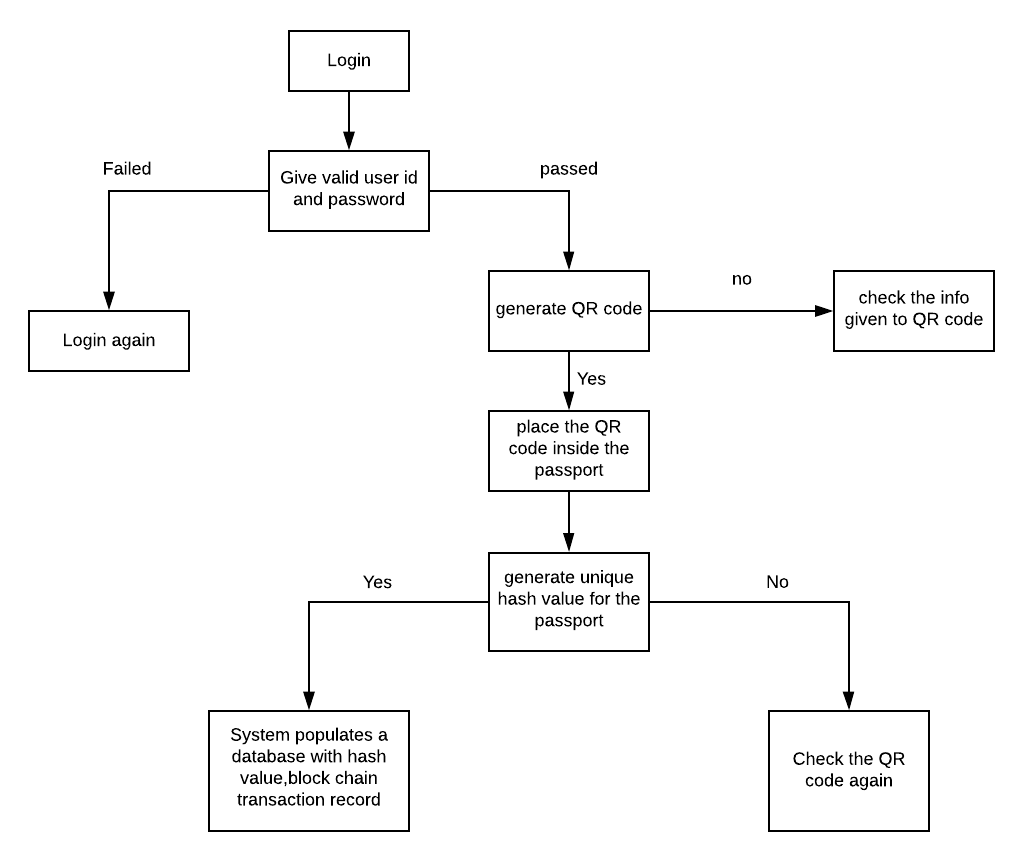 Login
Failed
passed
Give valid user id
and password
no
generate QR code
check the info
given to QR code
Login again
Yes
place the QR
code inside the
passport
Yes
No
generate unique
hash value for the
passport
System populates a
database with hash
value,block chain
transaction record
Check the QR
code again